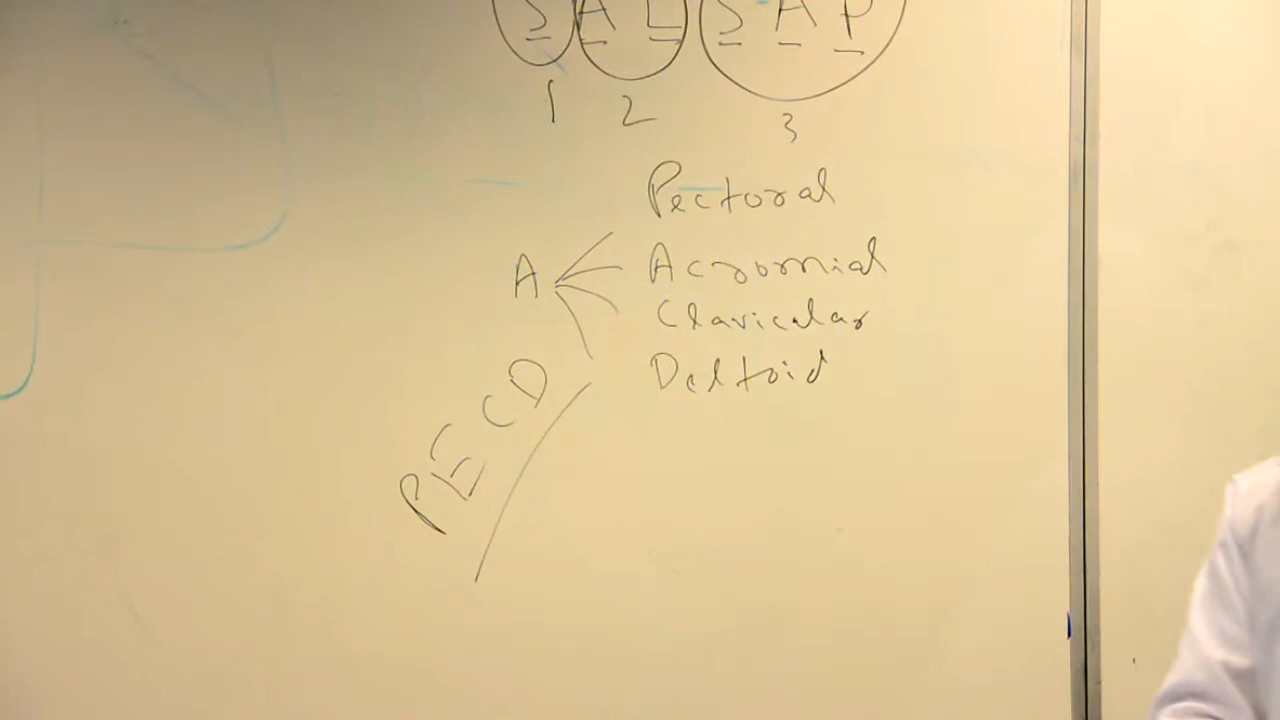 S A L S A P
1 2 3
Pectoral
A Acromial
Clavicular
Deltoid
PECD